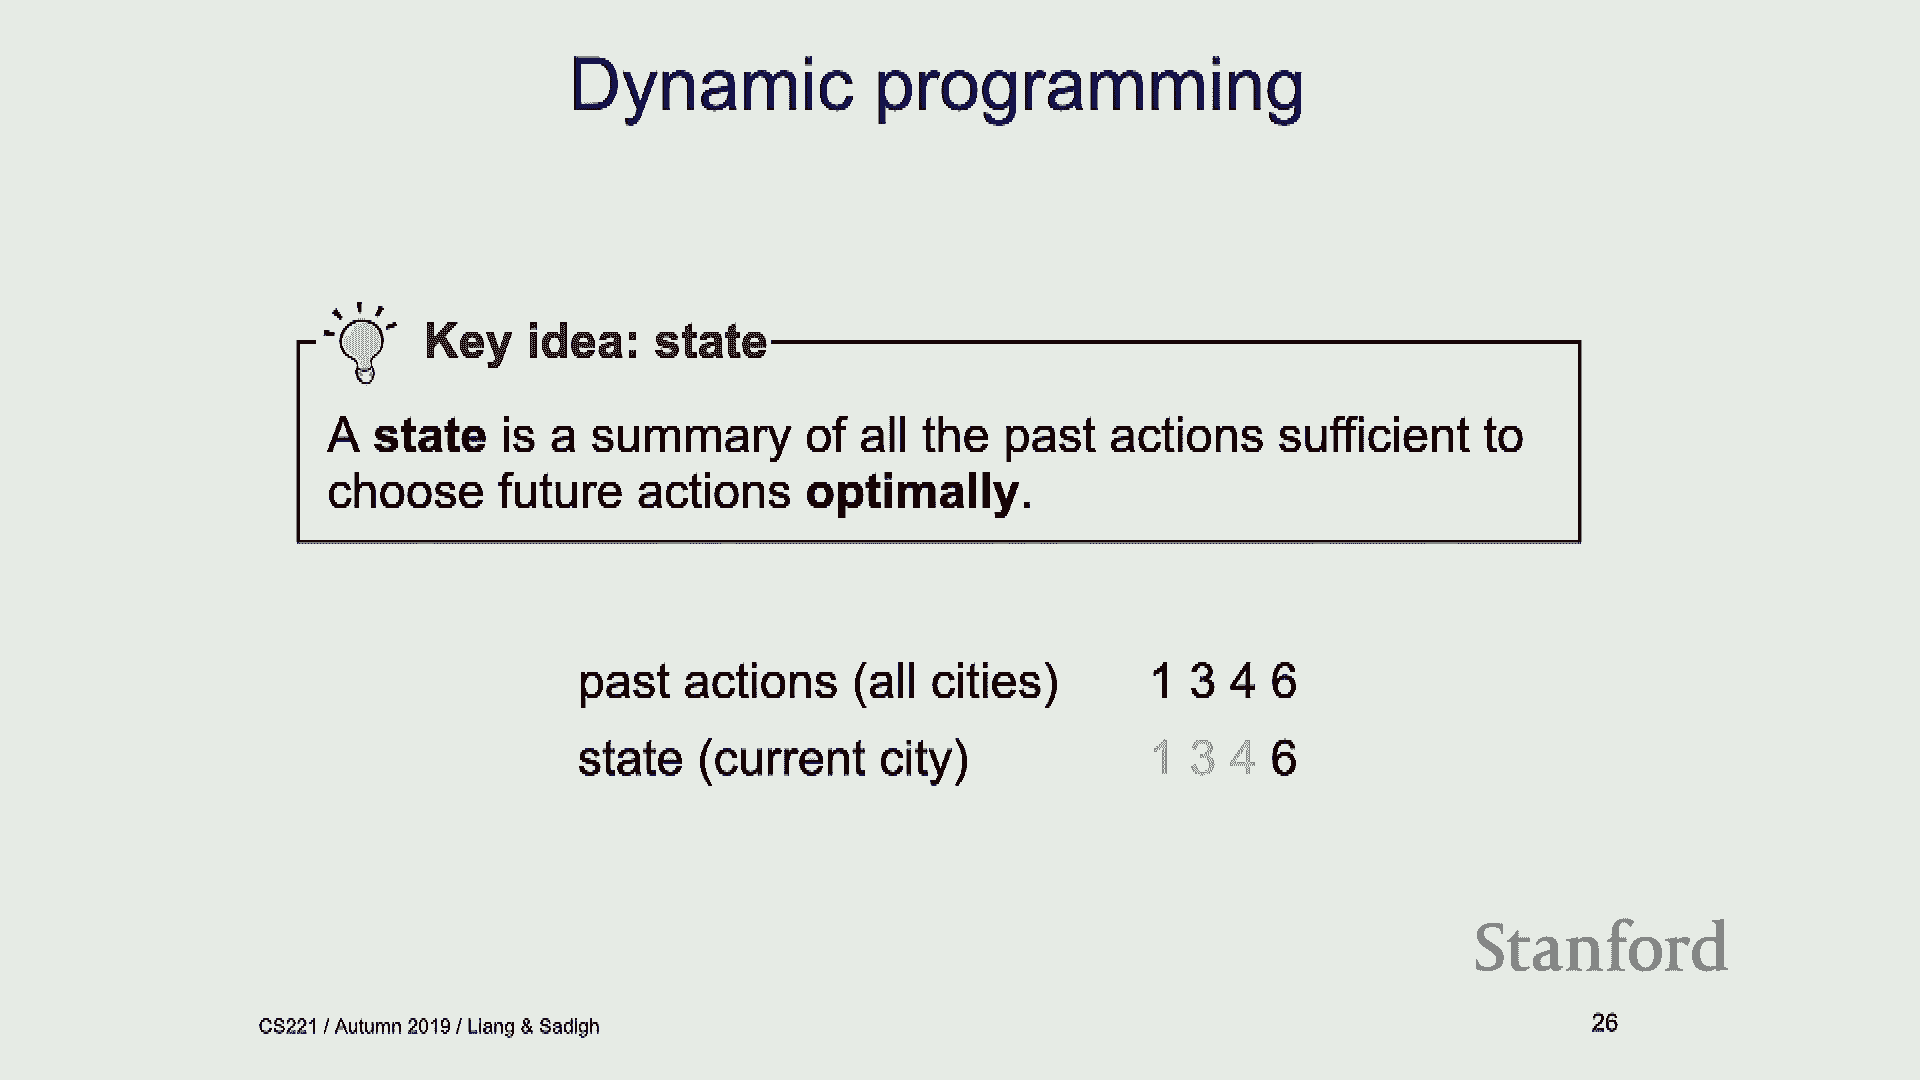 Dynamic programming
Key idea: state
A state is a summary of all the past actions sufficient to
choose future actions optimally.
past actions (all cities) 1 3 4 6
state (current city) 1 3 4 6
Stanford
CS221 / Autumn 2019 / Liang & Sadigh
26